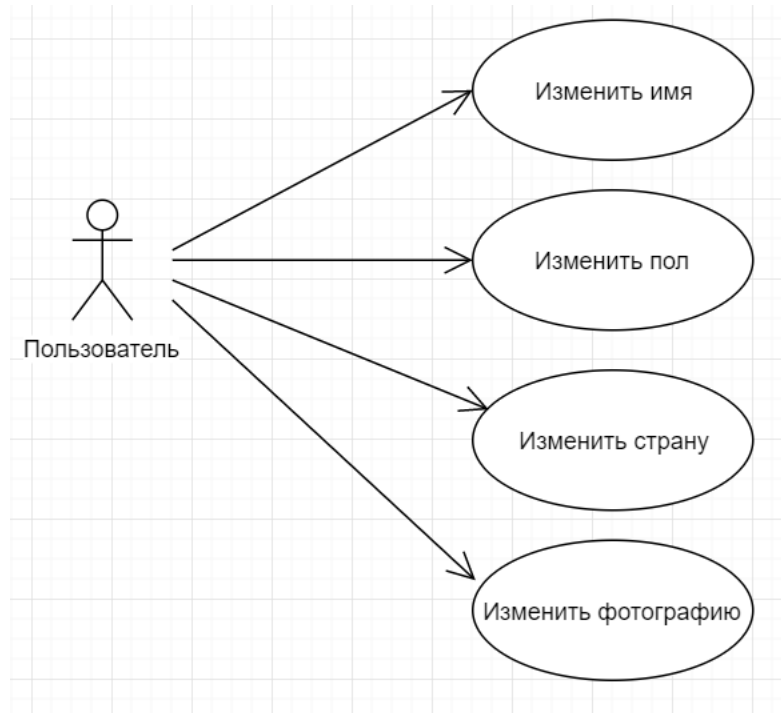 Изменить имя
Изменить пол
Пользователь
Изменить страну
Изменить фотографию